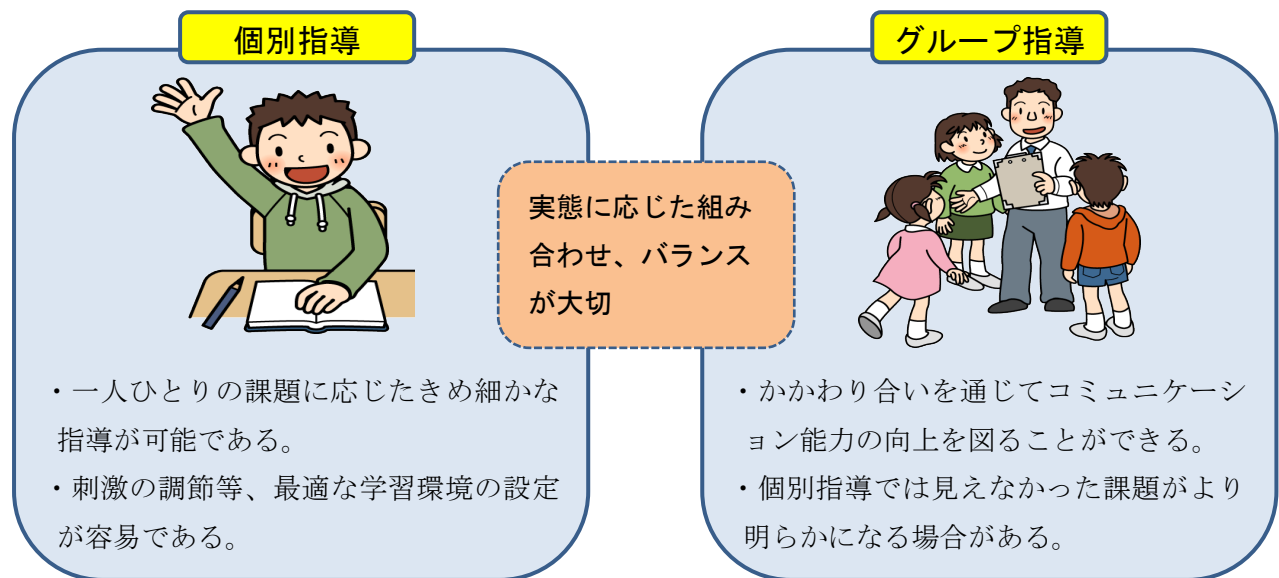 個別指導
・一人ひとりの課題に応じたきめ細かな
指導が可能である。
・刺激の調節等、最適な学習環境の設定
が容易である。
実態に応じた組み
合わせ、バランス
が大切
グループ指導
・かかわり合いを通じてコミュニケーシ
ョン能力の向上を図ることができる。
・個別指導では見えなかった課題がより
明らかになる場合がある。